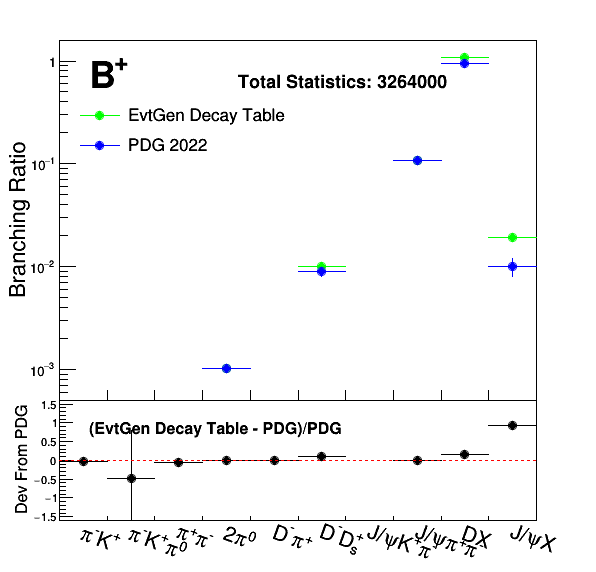 B⁺
Total Statistics: 3264000
EvtGen Decay Table
PDG 2022
Branching Ratio
1
10⁻¹
10⁻²
10⁻³
Dev From PDG
(EvtGen Decay Table - PDG)/PDG
1.5
1
0.5
0
−0.5
−1
−1.5
π⁻K⁺
π⁻K⁺π⁰
π⁺π⁻
2π⁰
D⁻π⁺
D⁻D⁺ₛ
J/ψK⁺π⁻
J/ψπ⁺π⁻
DX
J/ψX